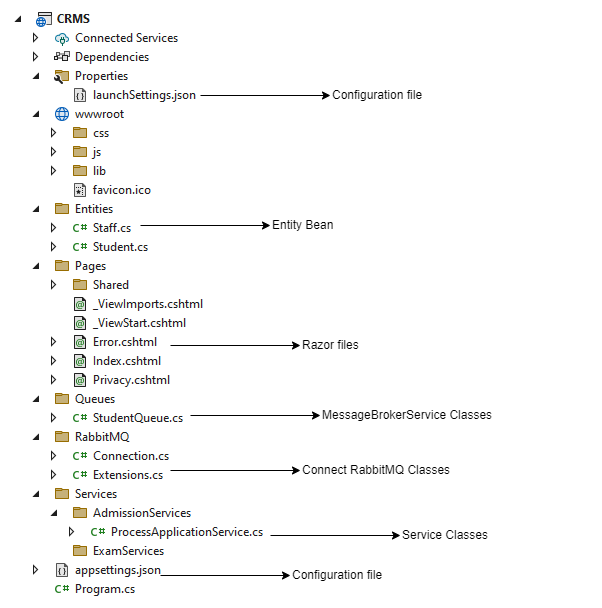 CRMS
Connected Services
Dependencies
Properties
launchSettings.json Configuration file
wwwroot
css
js
lib
favicon.ico
Entities
C# Staff.cs Entity Bean
C# Student.cs
Pages
Shared
_ViewImports.cshtml
_ViewStart.cshtml
Error.cshtml Razor files
Index.cshtml
Privacy.cshtml
Queues
C# StudentQueue.cs MessageBrokerService Classes
RabbitMQ
C# Connection.cs
C# Extensions.cs Connect RabbitMQ Classes
Services
AdmissionServices
C# ProcessApplicationService.cs Service Classes
ExamServices
appsettings.json Configuration file
C# Program.cs